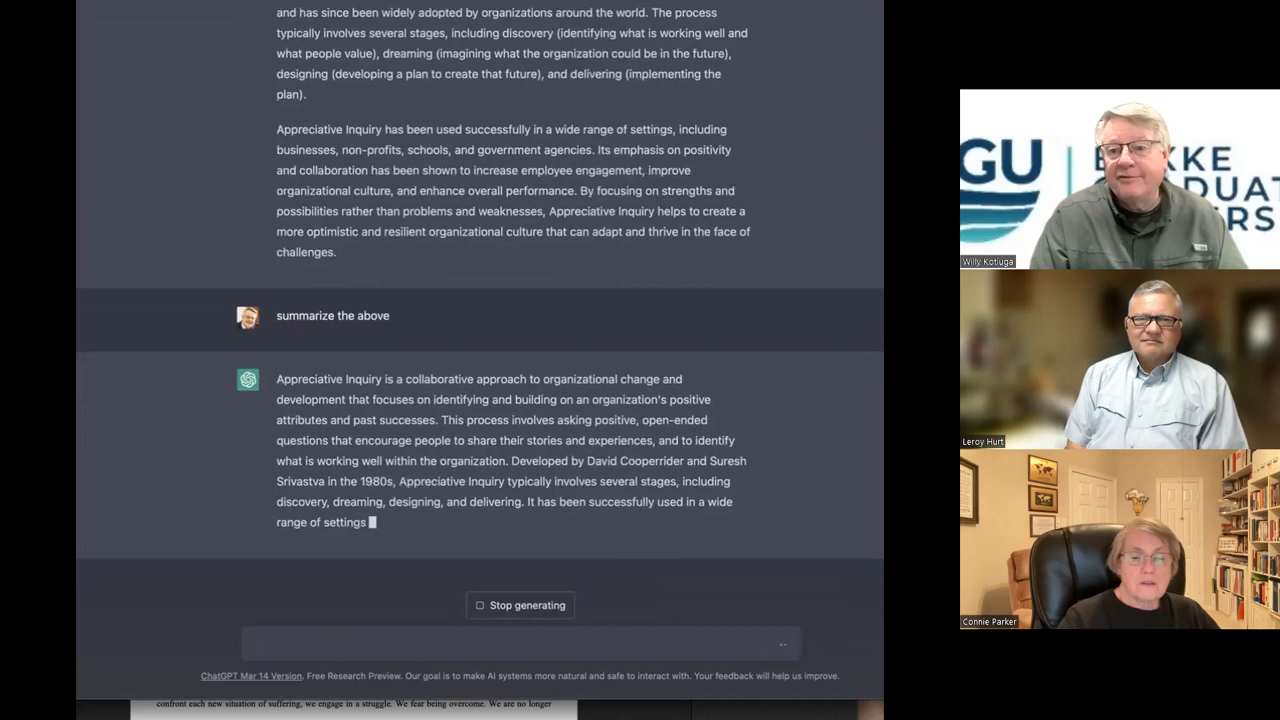 and has since been widely adopted by organizations around the world. The process
typically involves several stages, including discovery (identifying what is working well and
what people value), dreaming (imagining what the organization could be in the future),
designing (developing a plan to create that future), and delivering (implementing the
plan).
Appreciative Inquiry has been used successfully in a wide range of settings, including
businesses, non-profits, schools, and government agencies. Its emphasis on positivity
and collaboration has been shown to increase employee engagement, improve
organizational culture, and enhance overall performance. By focusing on strengths and
possibilities rather than problems and weaknesses, Appreciative Inquiry helps to create a
more optimistic and resilient organizational culture that can adapt and thrive in the face of
challenges.
summarize the above
Appreciative Inquiry is a collaborative approach to organizational change and
development that focuses on identifying and building on an organization's positive
attributes and past successes. This process involves asking positive, open-ended
questions that encourage people to share their stories and experiences, and to identify
what is working well within the organization. Developed by David Cooperrider and Suresh
Srivastva in the 1980s, Appreciative Inquiry typically involves several stages, including
discovery, dreaming, designing, and delivering. It has been successfully used in a wide
range of settings
Stop generating
ChatGPT Mar 14 Version. Free Research Preview. Our goal is to make AI systems more natural and safe to interact with. Your feedback will help us improve.
confront each new situation of suffering, we engage in a struggle. We fear being overcome. We are no longer
GU
Willy Kotiuga
Leroy Hurt
Connie Parker